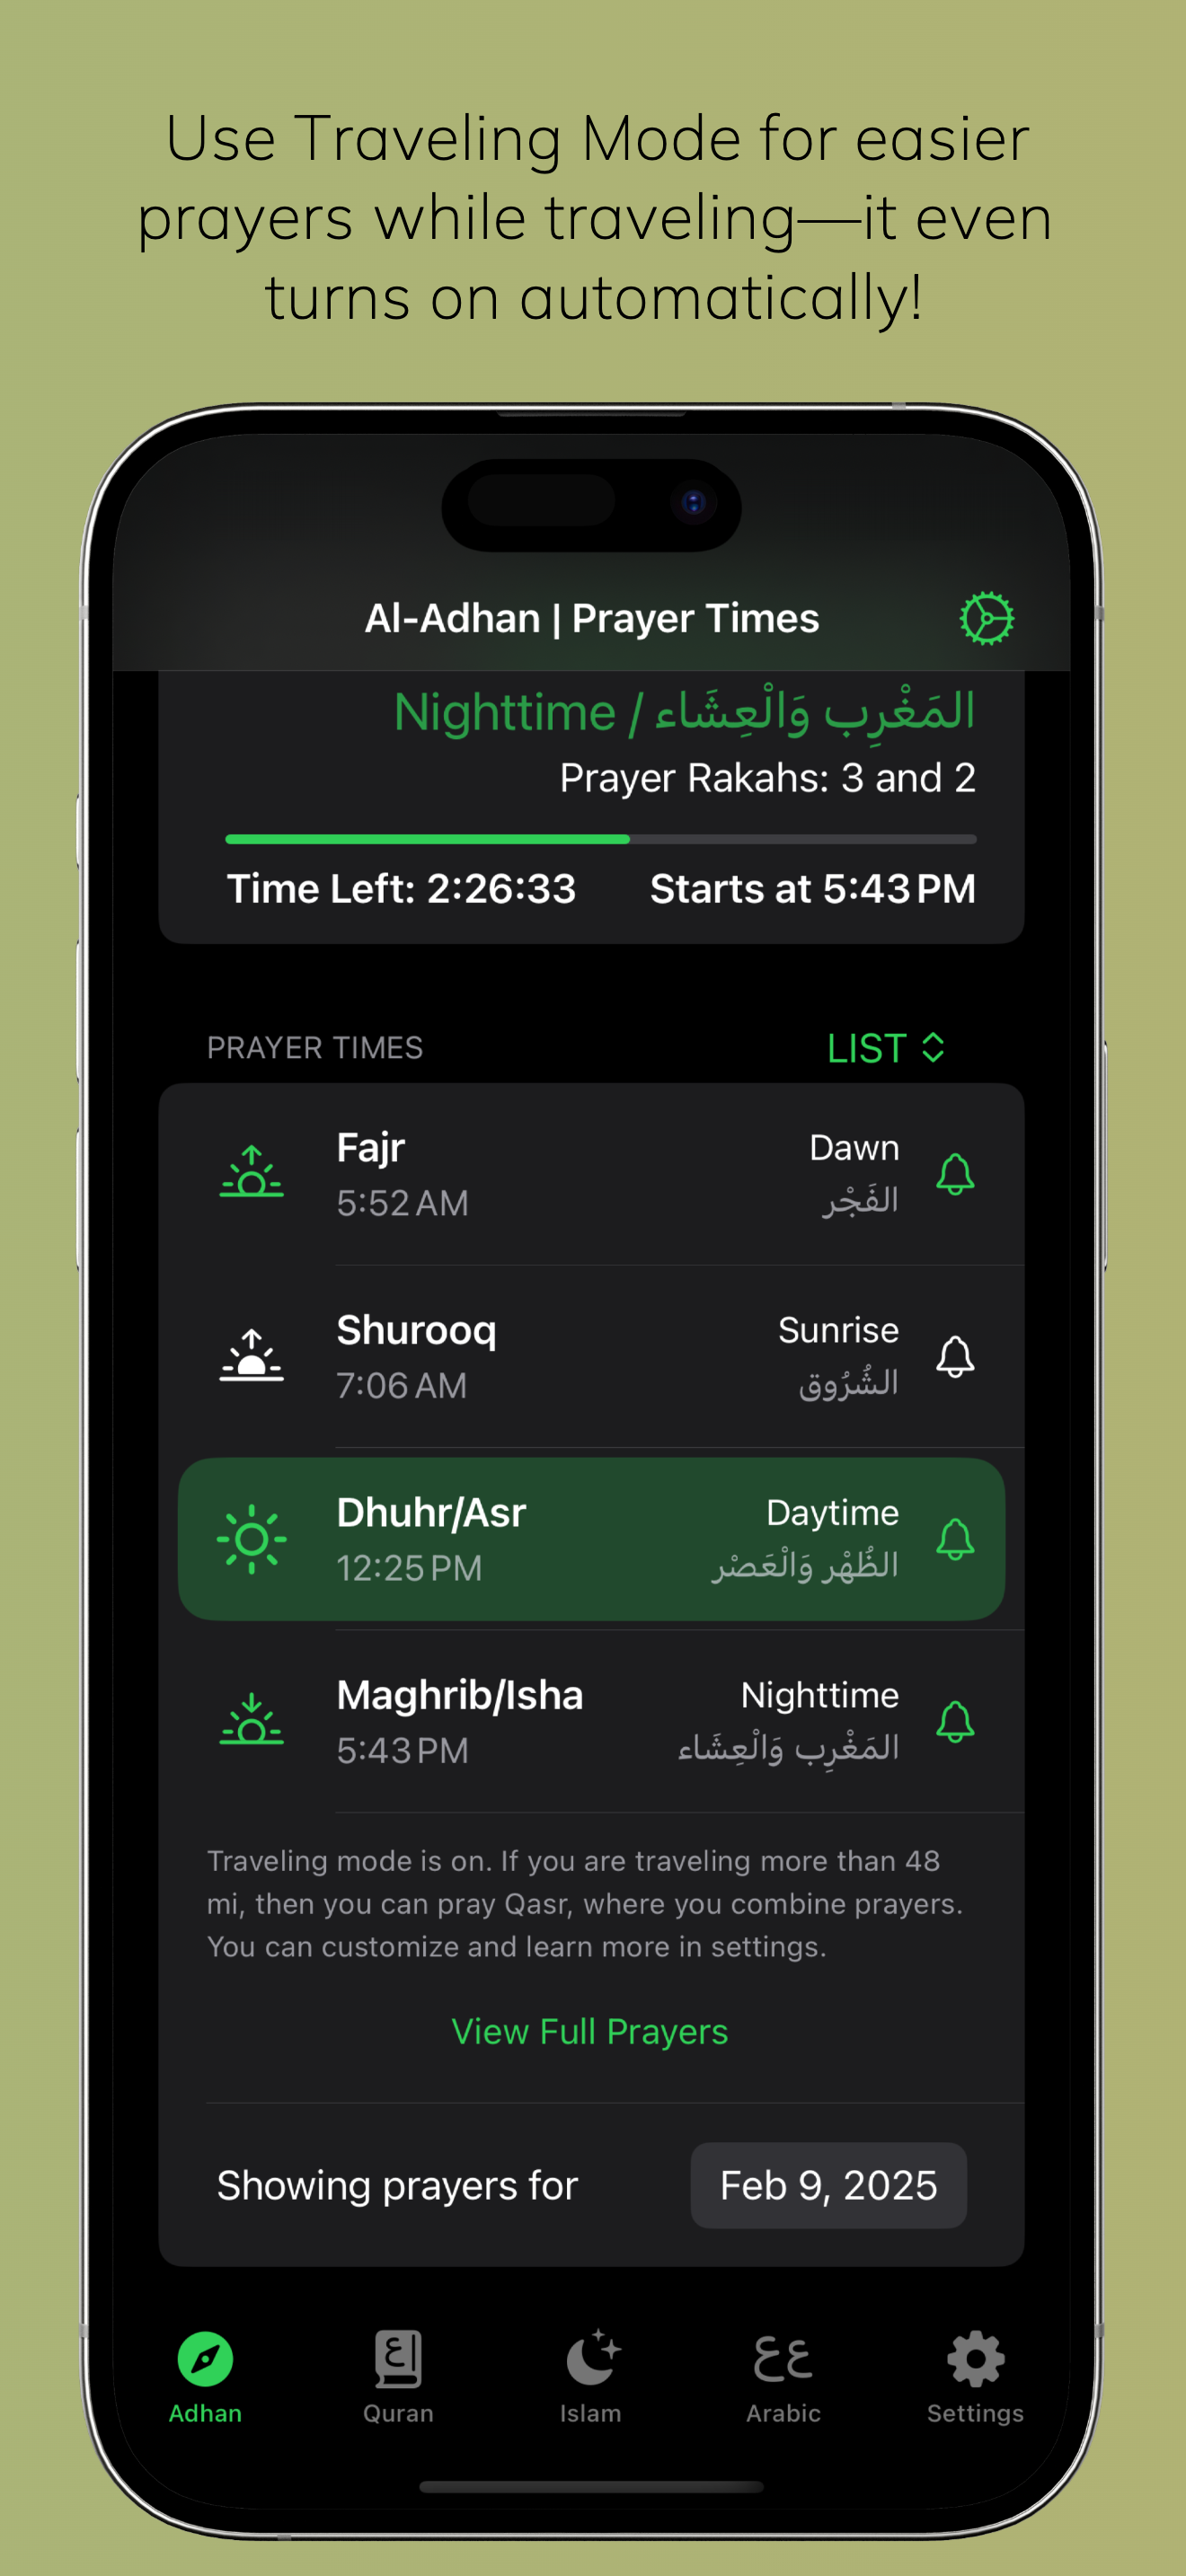 Use Traveling Mode for easier
prayers while traveling—it even
turns on automatically!
Al-Adhan | Prayer Times
Nighttime / المَغْرِب وَالْعِشَاء
Prayer Rakahs: 3 and 2
Time Left: 2:26:33 Starts at 5:43 PM
PRAYER TIMES LIST
Fajr Dawn
5:52 AM الفَجْر
Shurooq Sunrise
7:06 AM الشُرُوق
Dhuhr/Asr Daytime
12:25 PM الظُهْر وَالْعَصْر
Maghrib/Isha Nighttime
5:43 PM المَغْرِب وَالْعِشَاء
Traveling mode is on. If you are traveling more than 48
mi, then you can pray Qasr, where you combine prayers.
You can customize and learn more in settings.
View Full Prayers
Showing prayers for Feb 9, 2025
ع عع
Adhan Quran Islam Arabic Settings